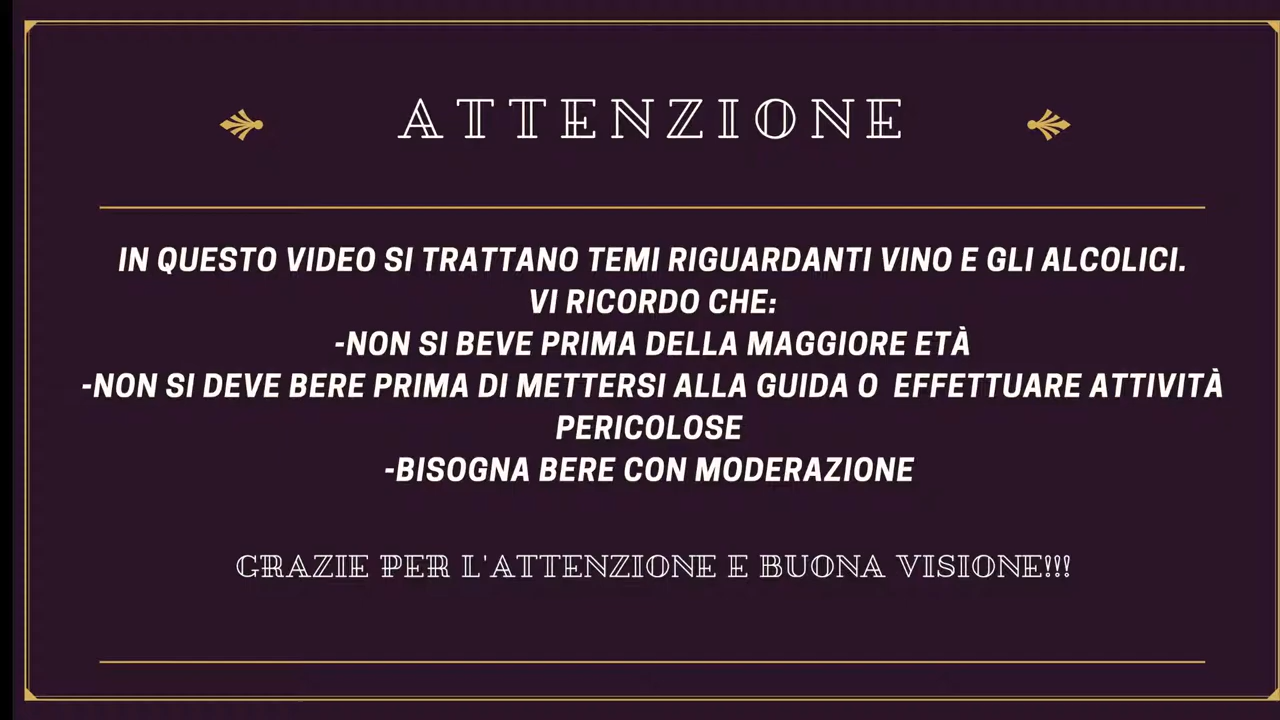 ATTENZIONE
IN QUESTO VIDEO SI TRATTANO TEMI RIGUARDANTI VINO E GLI ALCOLICI.
VI RICORDO CHE:
-NON SI BEVE PRIMA DELLA MAGGIORE ETÀ
-NON SI DEVE BERE PRIMA DI METTERSI ALLA GUIDA O EFFETTUARE ATTIVITÀ
PERICOLOSE
-BISOGNA BERE CON MODERAZIONE
GRAZIE PER L'ATTENZIONE E BUONA VISIONE!!!